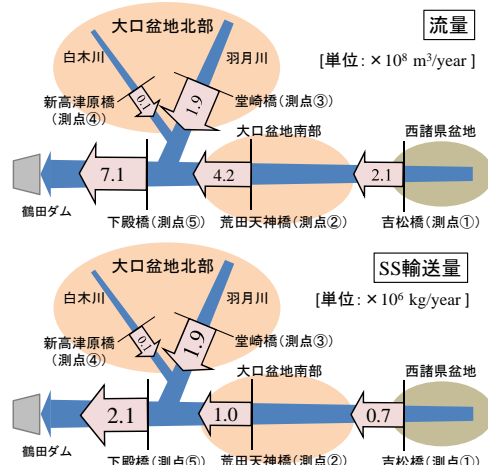 流量
大口盆地北部
白木川
羽月川
[単位: ×10⁸ m³/year]
新高津原橋
(測点④)
0.1
1.9
堂崎橋(測点③)
大口盆地南部
西諸県盆地
7.1
4.2
2.1
鶴田ダム
下殿橋(測点⑤)
荒田天神橋(測点②)
吉松橋(測点①)
SS輸送量
大口盆地北部
白木川
羽月川
[単位: ×10⁶ kg/year]
新高津原橋
(測点④)
0.1
1.9
堂崎橋(測点③)
大口盆地南部
西諸県盆地
2.1
1.0
0.7
鶴田ダム
下殿橋(測点⑤)
荒田天神橋(測点②)
吉松橋(測点①)